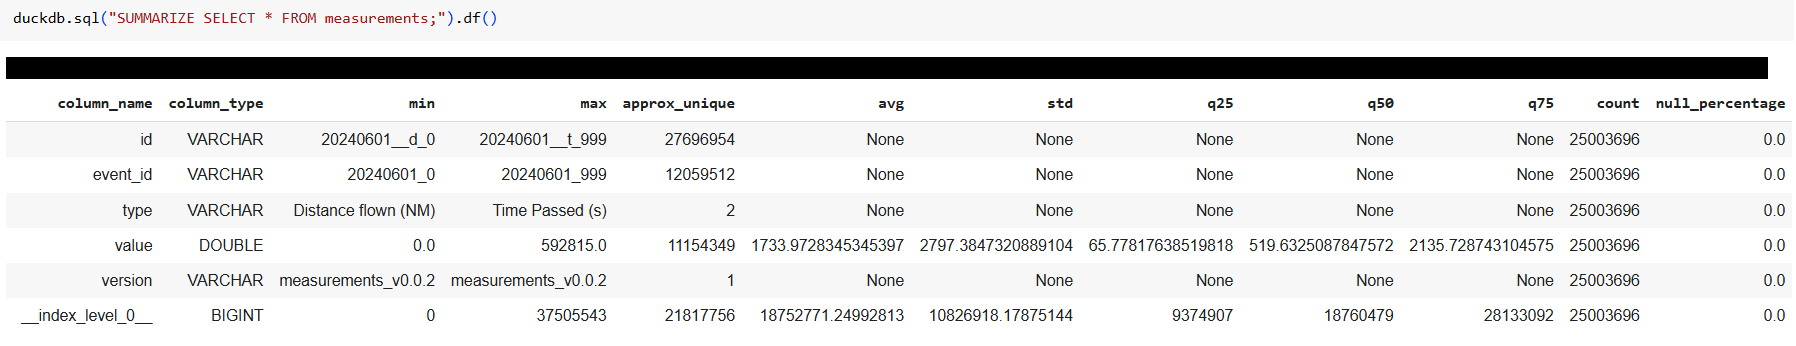 duckdb.sql("SUMMARIZE SELECT * FROM measurements;").df()
column_name column_type min max approx_unique avg std q25 q50 q75 count null_percentage
id VARCHAR 20240601__d_0 20240601__t_999 27696954 None None None None None 25003696 0.0
event_id VARCHAR 20240601_0 20240601_999 12059512 None None None None None 25003696 0.0
type VARCHAR Distance flown (NM) Time Passed (s) 2 None None None None None 25003696 0.0
value DOUBLE 0.0 592815.0 11154349 1733.9728345345397 2797.3847320889104 65.77817638519818 519.6325087847572 2135.728743104575 25003696 0.0
version VARCHAR measurements_v0.0.2 measurements_v0.0.2 1 None None None None None 25003696 0.0
__index_level_0__ BIGINT 0 37505543 21817756 18752771.24992813 10826918.17875144 9374907 18760479 28133092 25003696 0.0